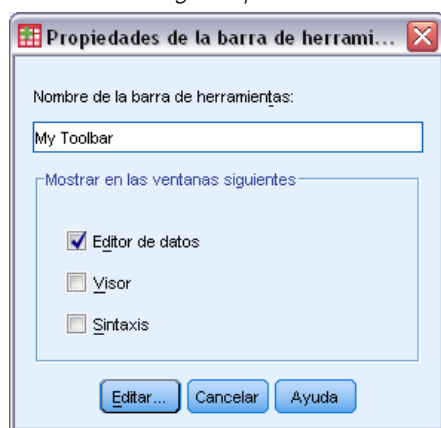 Propiedades de la barra de herrami...
Nombre de la barra de herramientas:
My Toolbar
Mostrar en las ventanas siguientes
Editor de datos
Visor
Sintaxis
Editar... Cancelar Ayuda